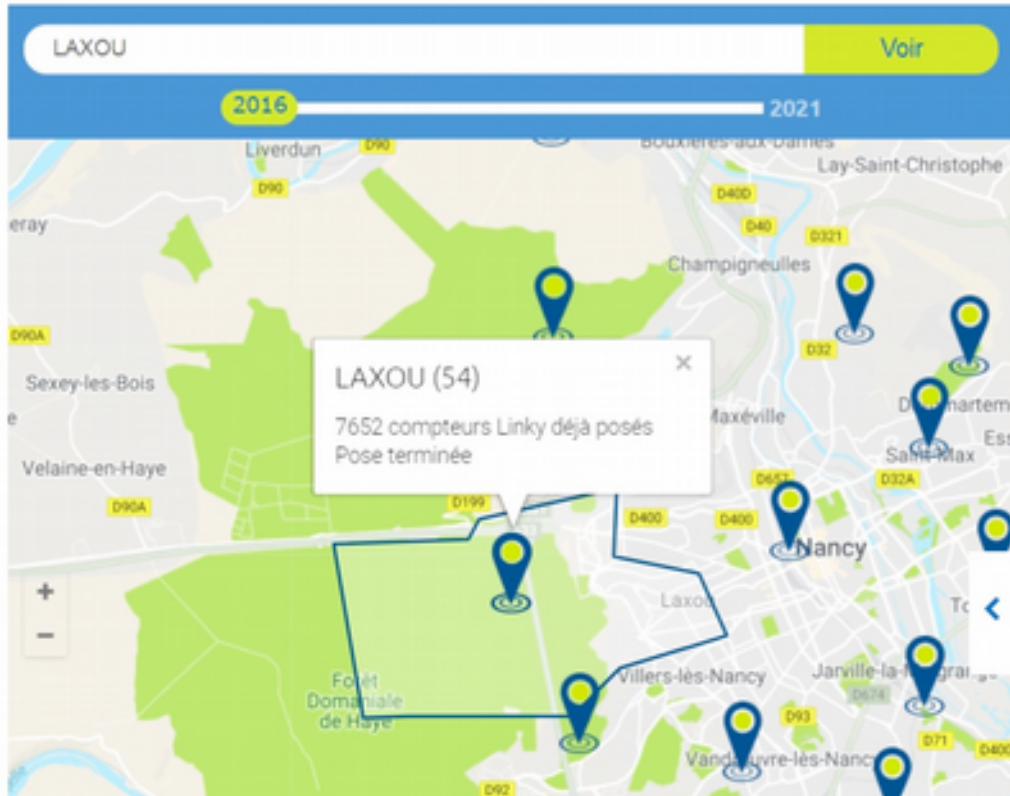 LAXOU
Voir
2016
2021
Liverdun
D90
Bouxières-aux-Dames
Lay-Saint-Christophe
D90
D40D
eray
D40
D321
Champigneulles
D90A
D32
Sexey-les-Bois
LAXOU (54)
×
7652 compteurs Linky déjà posés
Pose terminée
Maxéville
martem
Ess
Saint-Max
Velaine-en-Haye
D32A
D90A
D199
D400
D400
Nancy
+
−
Laxou
Forêt
Domaniale
de Haye
Villers-lès-Nancy
Jarville-la-M
D674
D93
D71
D400
D92